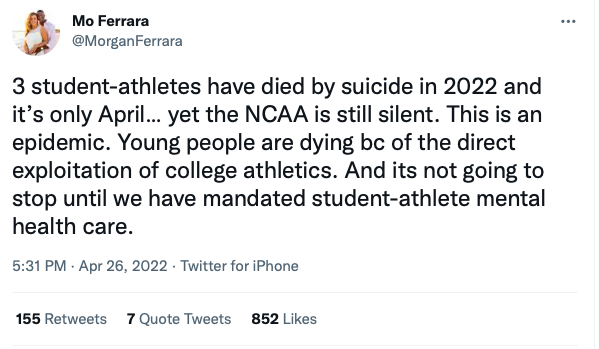 Mo Ferrara
@MorganFerrara
3 student-athletes have died by suicide in 2022 and
it’s only April... yet the NCAA is still silent. This is an
epidemic. Young people are dying bc of the direct
exploitation of college athletics. And its not going to
stop until we have mandated student-athlete mental
health care.
5:31 PM · Apr 26, 2022 · Twitter for iPhone
155 Retweets 7 Quote Tweets 852 Likes